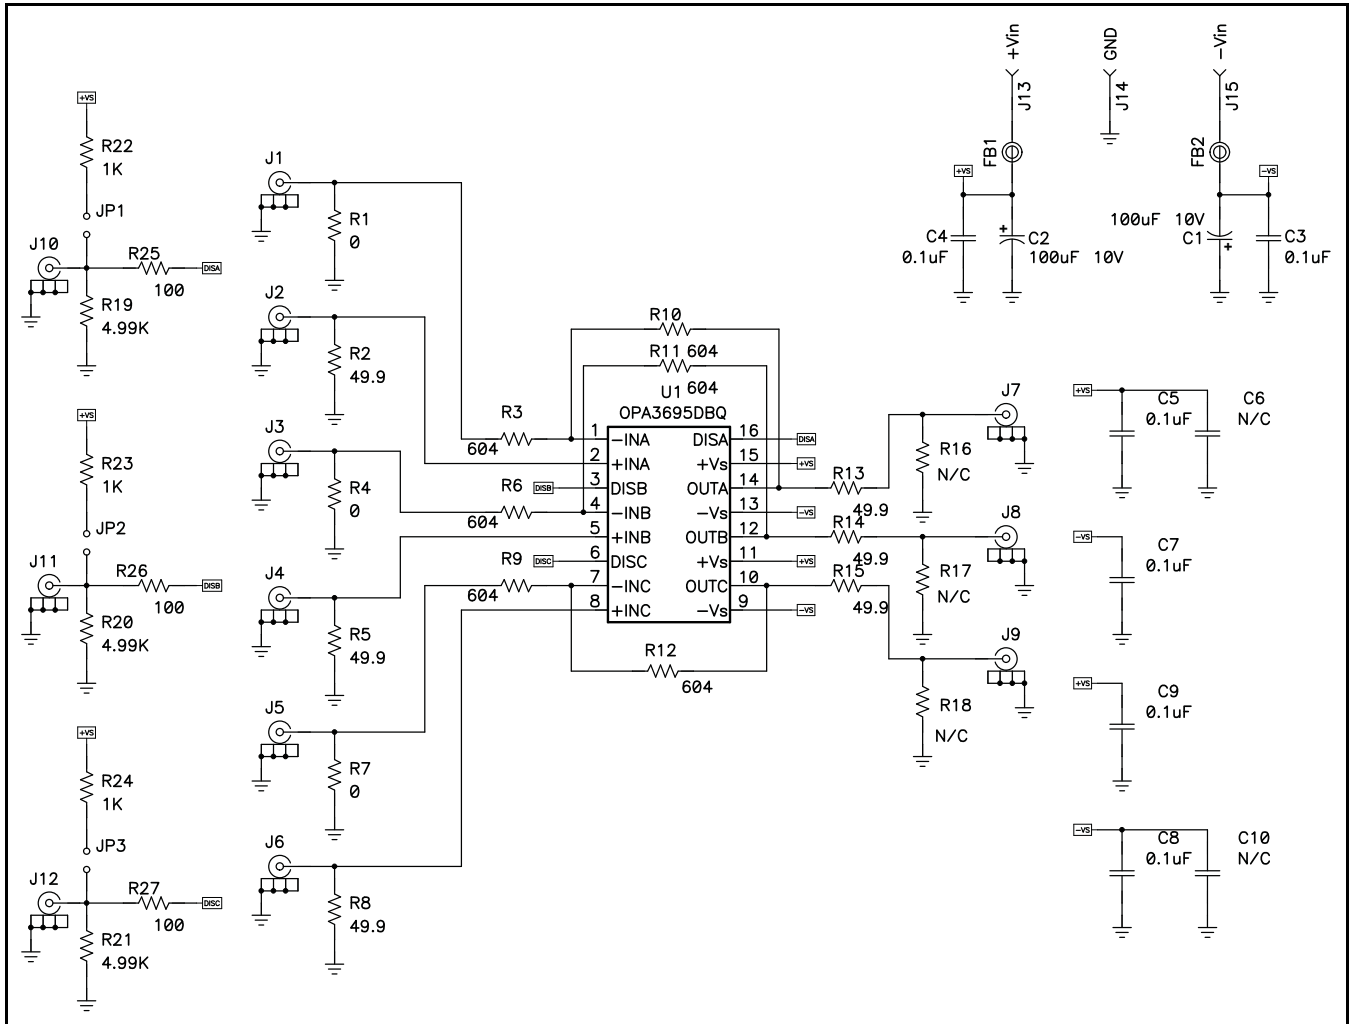 +VS
R22
1K
JP1
J10
R25
100
DISA
R19
4.99K
+VS
R23
1K
JP2
J11
R26
100
DISB
R20
4.99K
+VS
R24
1K
JP3
J12
R27
100
DISC
R21
4.99K
J1
R1
0
J2
R2
49.9
J3
R4
0
J4
R5
49.9
J5
R7
0
J6
R8
49.9
R3
604
R6
604
DISB
R9
604
DISC
R10
604
R11
604
U1
OPA3695DBQ
1 -INA DISA 16 DISA
2 +INA +Vs 15 +VS
3 DISB OUTA 14
4 -INB -Vs 13 -VS
5 +INB OUTB 12
6 DISC +Vs 11 +VS
7 -INC OUTC 10
8 +INC -Vs 9 -VS
R12
604
R13
49.9
R14
49.9
R15
49.9
J7
R16
N/C
J8
R17
N/C
J9
R18
N/C
+Vin
J13
FB1
+VS
C4
0.1uF
+
C2
100uF 10V
GND
J14
-Vin
J15
FB2
-VS
100uF 10V
C1
+
C3
0.1uF
+VS
C5
0.1uF
C6
N/C
-VS
C7
0.1uF
+VS
C9
0.1uF
-VS
C8
0.1uF
C10
N/C